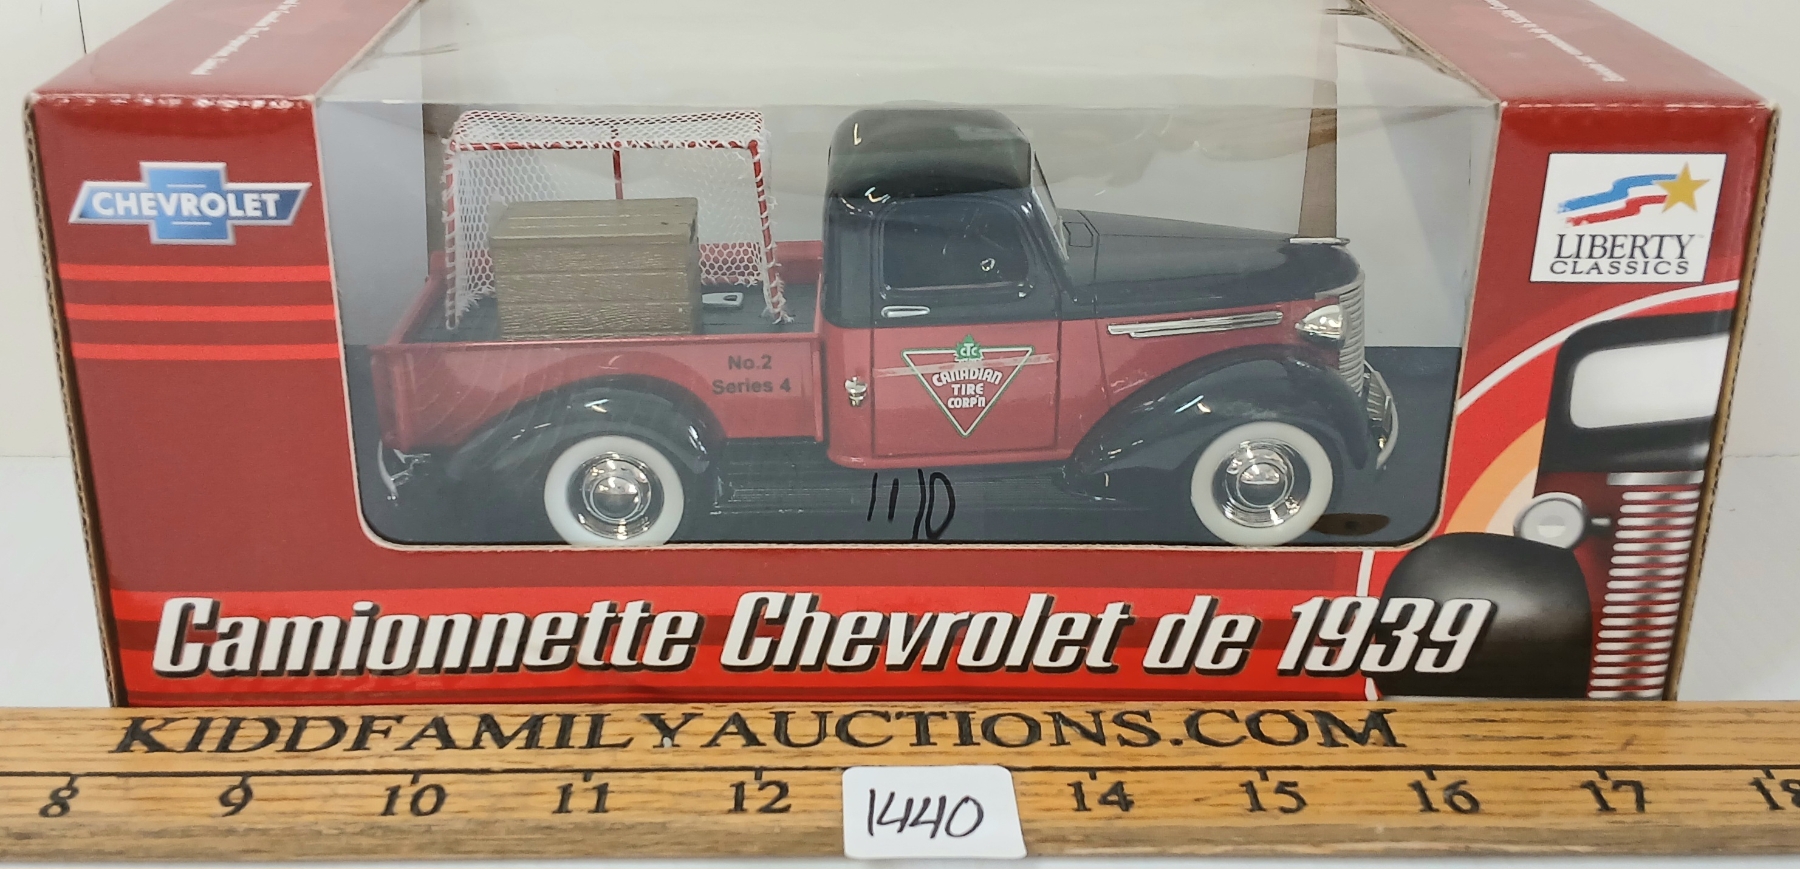 CHEVROLET
LIBERTY
CLASSICS
No.2
Series 4
CTC
CANADIAN
TIRE
CORP'N
1110
Camionnette Chevrolet de 1939
KIDDFAMILYAUCTIONS.COM
8 9 10 11 12 14 15 16 17 18
1440